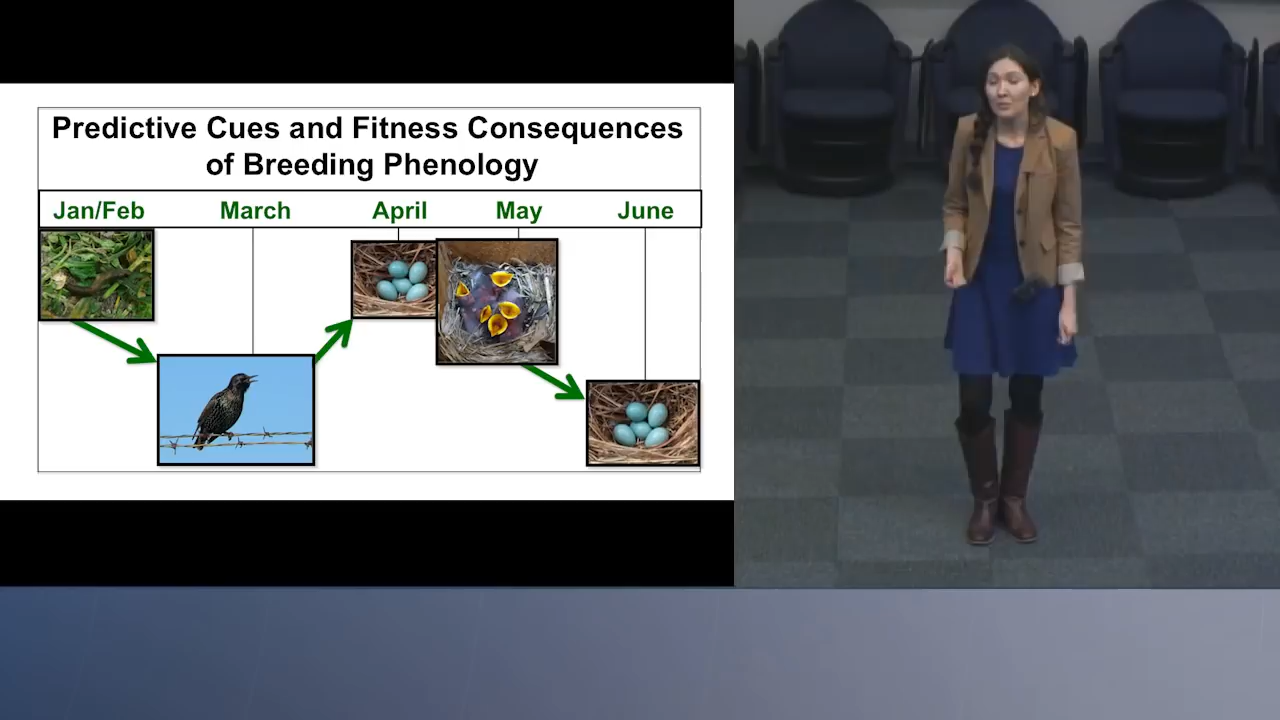 Predictive Cues and Fitness Consequences
of Breeding Phenology
Jan/Feb March April May June